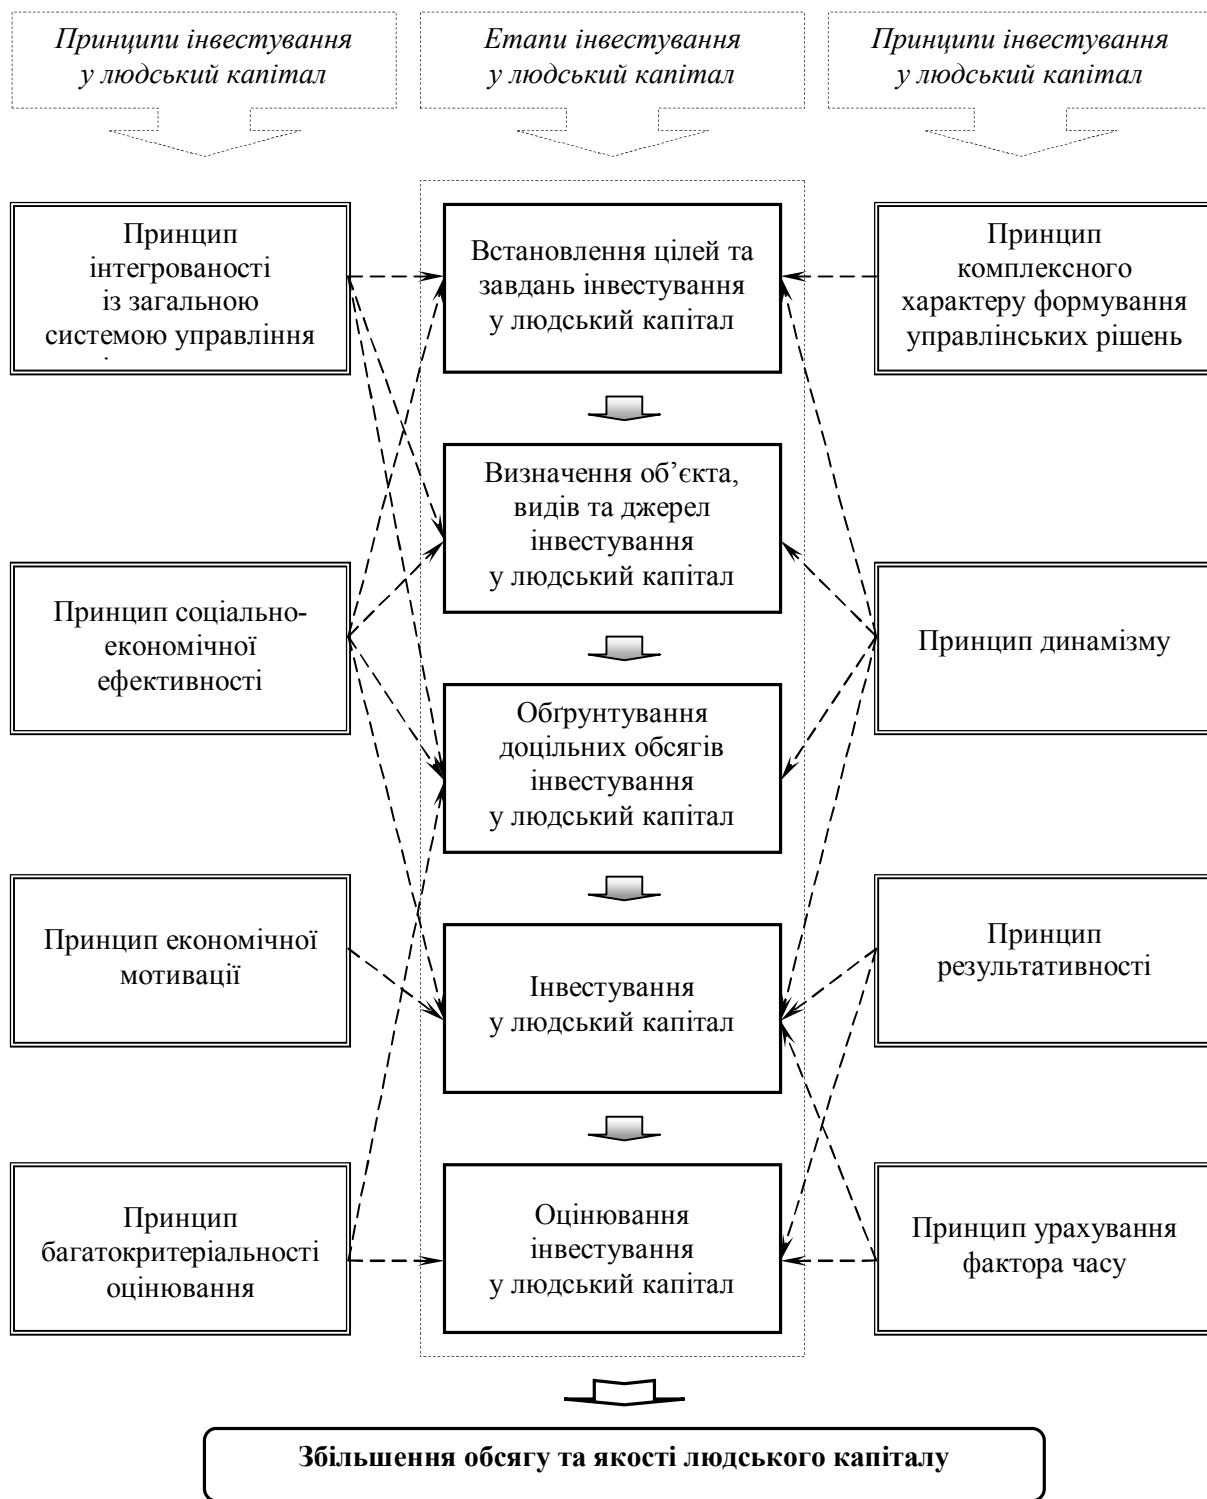 Принципи інвестування
у людський капітал
Етапи інвестування
у людський капітал
Принципи інвестування
у людський капітал
Принцип
інтегрованості
із загальною
системою управління
Встановлення цілей та
завдань інвестування
у людський капітал
Принцип
комплексного
характеру формування
управлінських рішень
Визначення об’єкта,
видів та джерел
інвестування
у людський капітал
Принцип соціально-
економічної
ефективності
Принцип динамізму
Обґрунтування
доцільних обсягів
інвестування
у людський капітал
Принцип економічної
мотивації
Інвестування
у людський капітал
Принцип
результативності
Принцип
багатокритеріальності
оцінювання
Оцінювання
інвестування
у людський капітал
Принцип урахування
фактора часу
Збільшення обсягу та якості людського капіталу